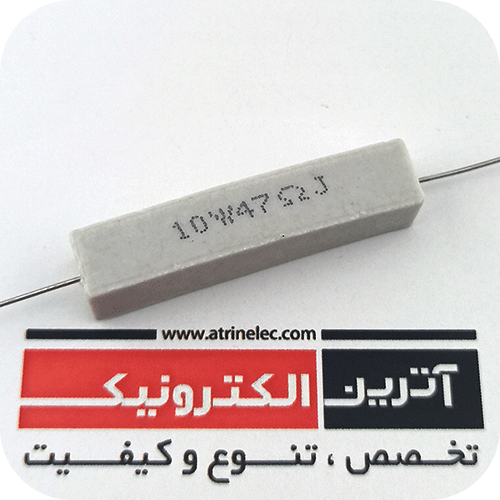 10W47ΩJ
www.atrinelec.com
آترین الکترونیک
تخصص ، تنوع و کیفیت